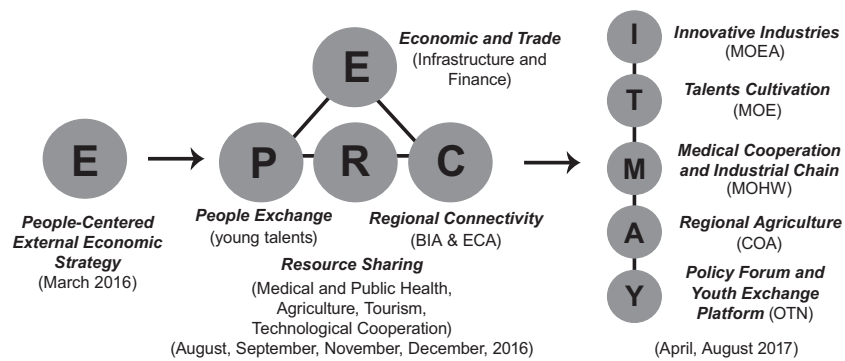 E
People-Centered
External Economic
Strategy
(March 2016)
E
Economic and Trade
(Infrastructure and
Finance)
P
R
C
People Exchange
(young talents)
Regional Connectivity
(BIA & ECA)
Resource Sharing
(Medical and Public Health,
Agriculture, Tourism,
Technological Cooperation)
(August, September, November, December, 2016)
I
Innovative Industries
(MOEA)
T
Talents Cultivation
(MOE)
M
Medical Cooperation
and Industrial Chain
(MOHW)
A
Regional Agriculture
(COA)
Y
Policy Forum and
Youth Exchange
Platform (OTN)
(April, August 2017)